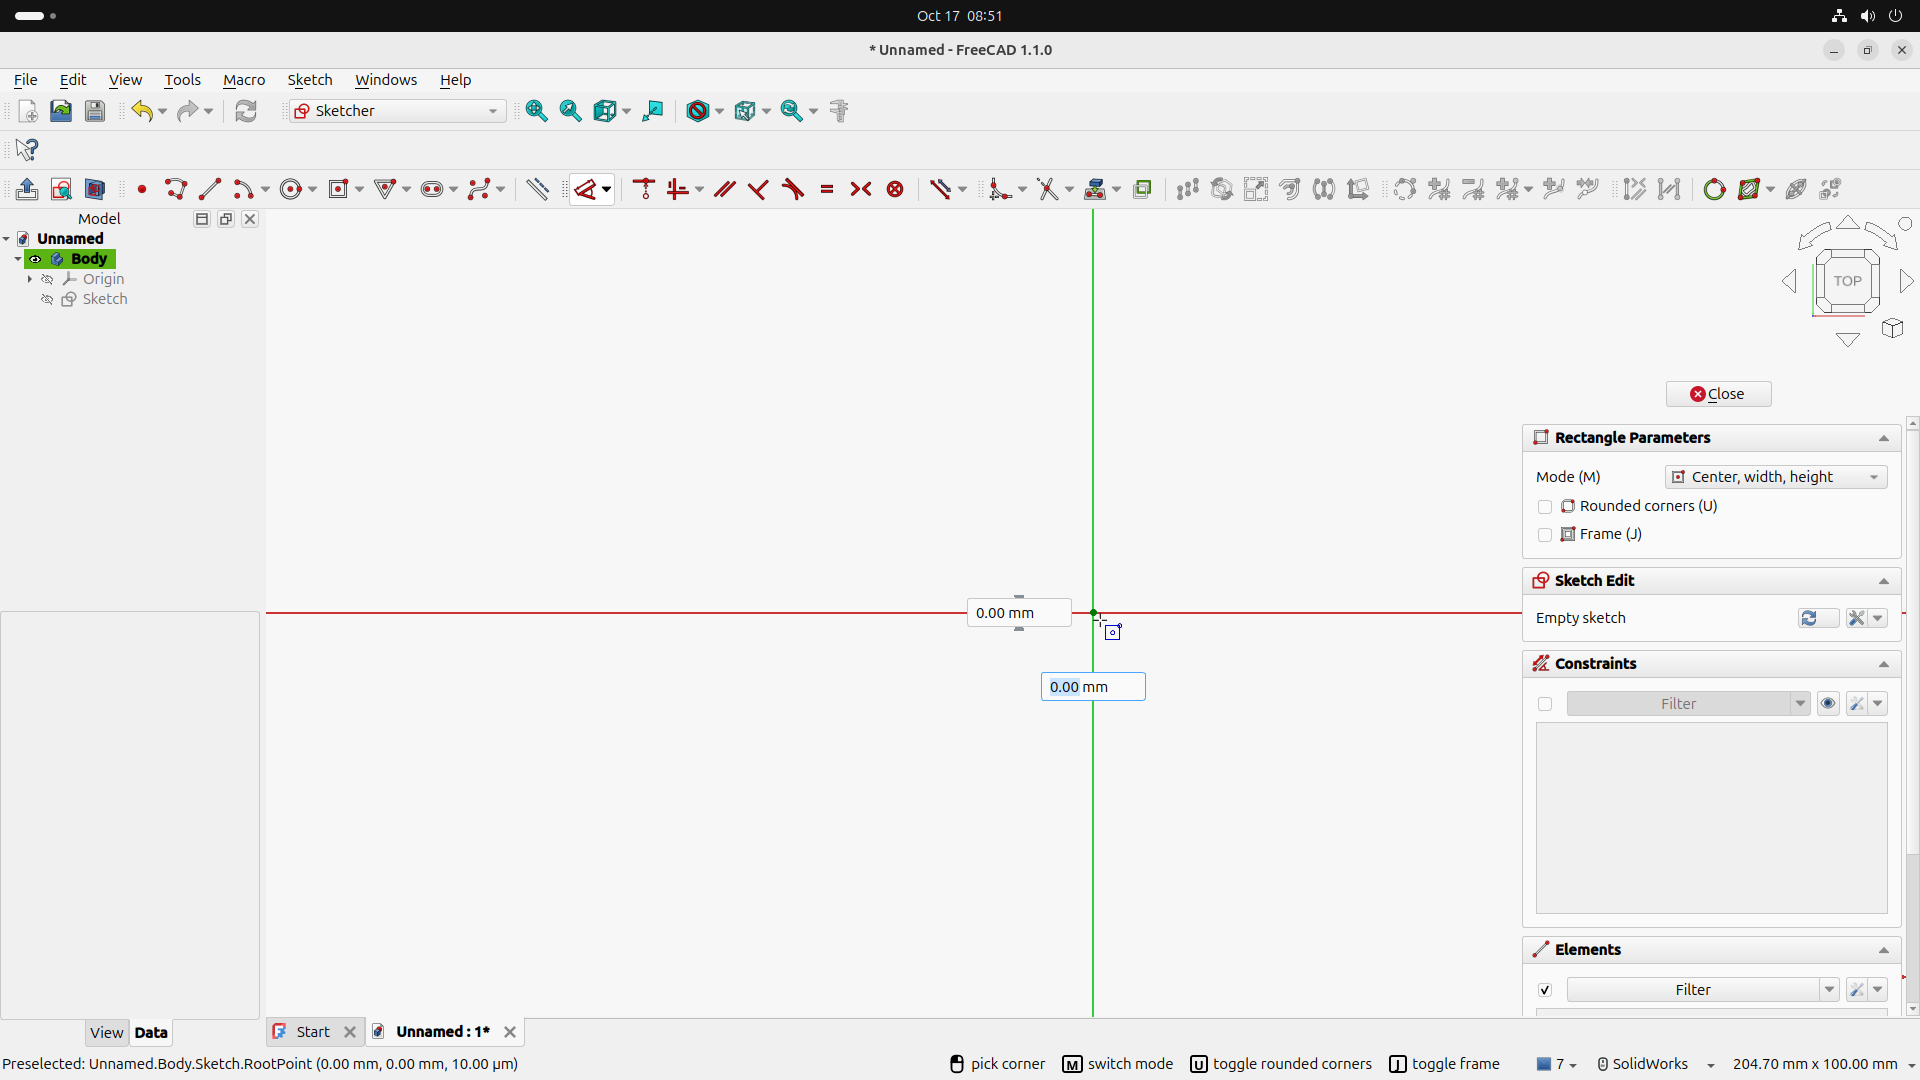 Oct 17 08:51
* Unnamed - FreeCAD 1.1.0
File Edit View Tools Macro Sketch Windows Help
Sketcher
Model
Unnamed
Body
Origin
Sketch
TOP
Close
Rectangle Parameters
Mode (M) Center, width, height
Rounded corners (U)
Frame (J)
Sketch Edit
Empty sketch
Constraints
Filter
Elements
Filter
0.00 mm
0.00 mm
View Data
Start Unnamed : 1*
Preselected: Unnamed.Body.Sketch.RootPoint (0.00 mm, 0.00 mm, 10.00 µm) pick corner M switch mode U toggle rounded corners J toggle frame 7 SolidWorks 204.70 mm x 100.00 mm